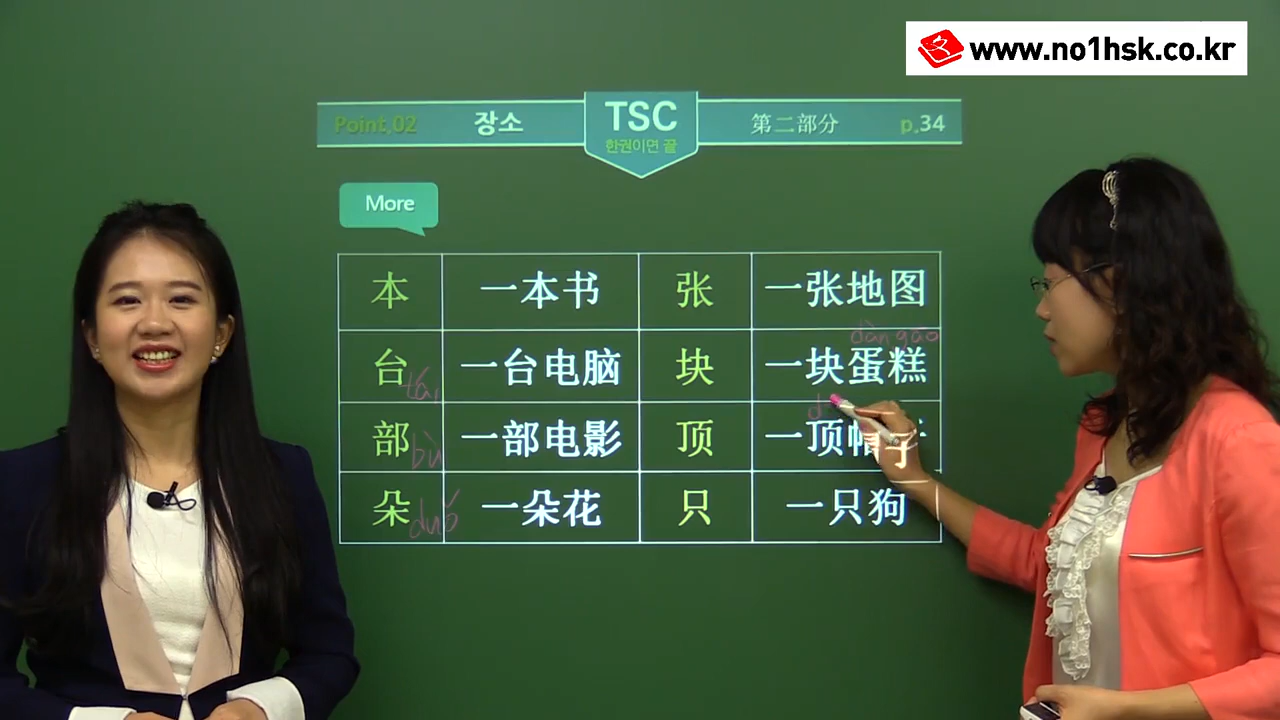 www.no1hsk.co.kr
Point.02 장소 TSC 第二部分 p.34
한권이면 끝
More
本 一本书 张 一张地图
dàn gāo
台 一台电脑 块 一块蛋糕
tái
部 一部电影 顶 一顶帽子
bù
朵 一朵花 只 一只狗
duǒ